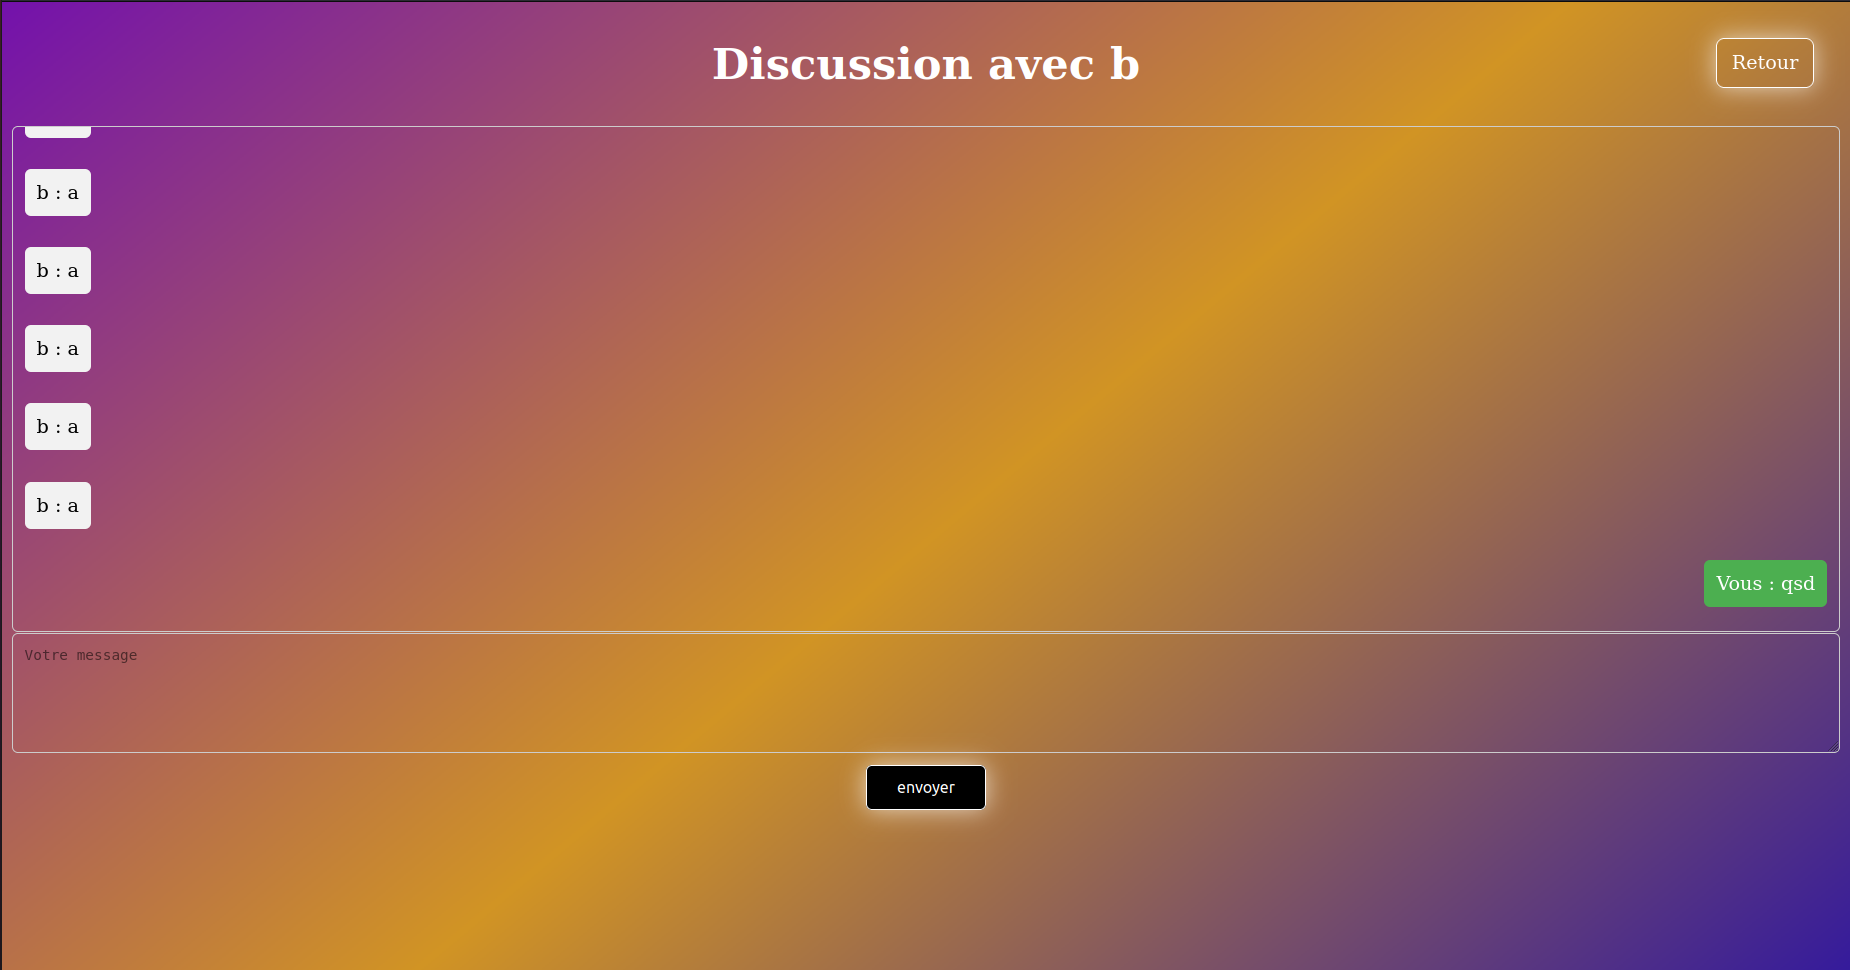 Discussion avec b
Retour
b : a
b : a
b : a
b : a
b : a
Vous : qsd
Votre message
envoyer